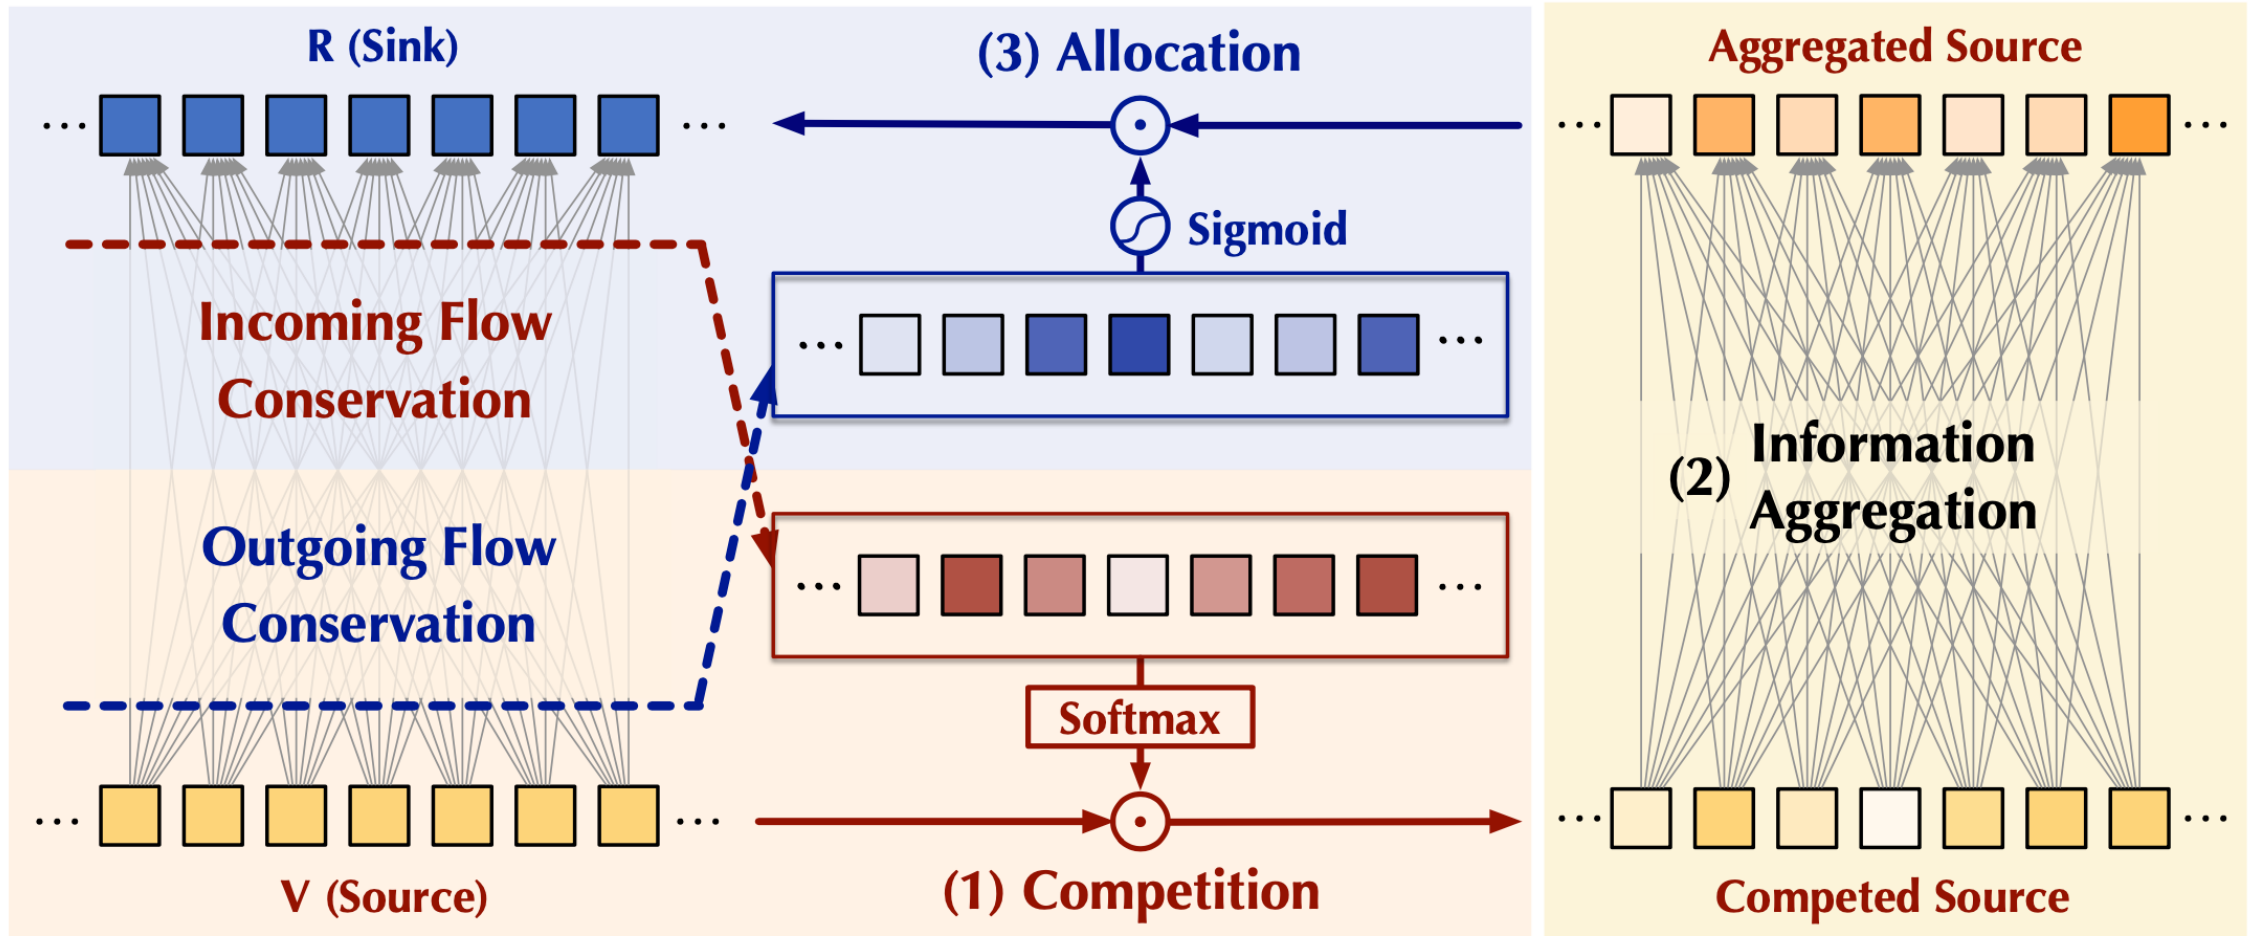 R (Sink)
(3) Allocation
Aggregated Source
Sigmoid
Incoming Flow
Conservation
Outgoing Flow
Conservation
(2) Information
Aggregation
Softmax
V (Source)
(1) Competition
Competed Source